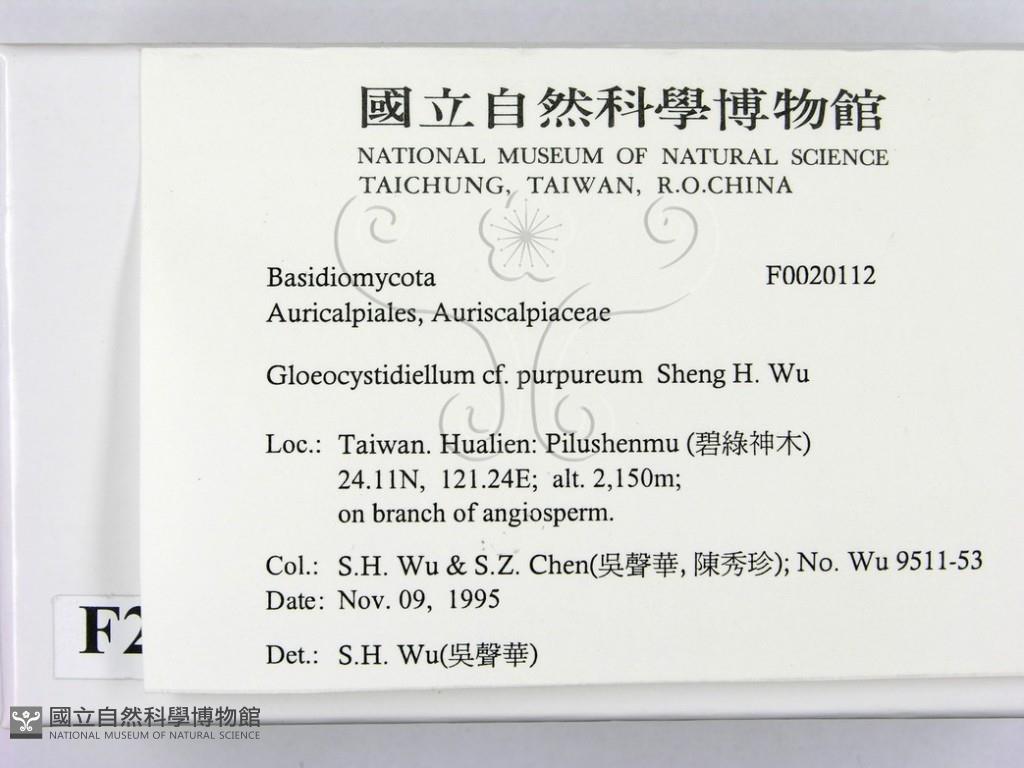 國立自然科學博物館
NATIONAL MUSEUM OF NATURAL SCIENCE
TAICHUNG, TAIWAN, R.O.CHINA
Basidiomycota F0020112
Auricalpiales, Auriscalpiaceae
Gloeocystidiellum cf. purpureum Sheng H. Wu
Loc.: Taiwan. Hualien: Pilushenmu (碧綠神木)
24.11N, 121.24E; alt. 2,150m;
on branch of angiosperm.
Col.: S.H. Wu & S.Z. Chen(吳聲華, 陳秀珍); No. Wu 9511-53
Date: Nov. 09, 1995
Det.: S.H. Wu(吳聲華)
F2
國立自然科學博物館
NATIONAL MUSEUM OF NATURAL SCIENCE